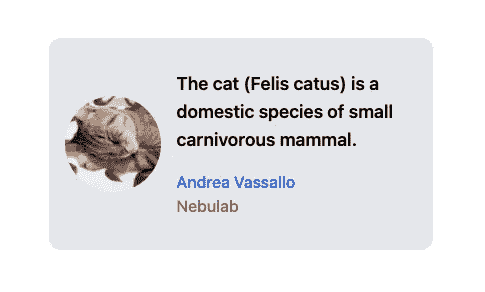 The cat (Felis catus) is a
domestic species of small
carnivorous mammal.
Andrea Vassallo
Nebulab